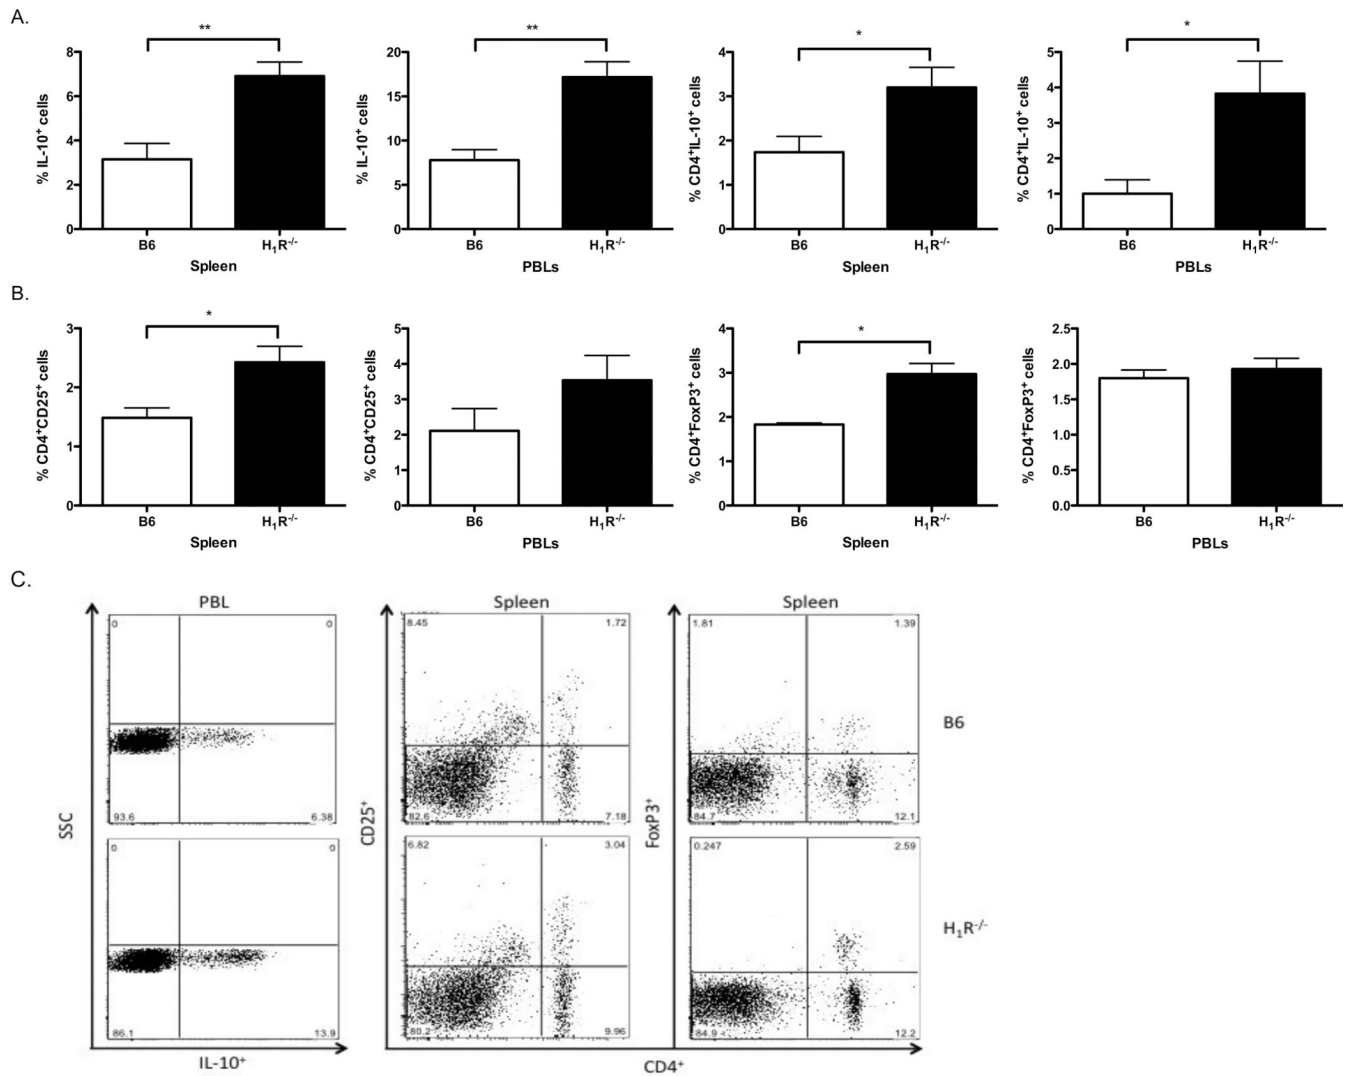 A.
** ** * *
8 20 4 5
% IL-10⁺ cells % IL-10⁺ cells % CD4⁺IL-10⁺ cells % CD4⁺IL-10⁺ cells
6 15 3 4
4 10 2 3
2 5 1 2
0 0 0 1
0
B6 H₁R⁻/⁻ B6 H₁R⁻/⁻ B6 H₁R⁻/⁻ B6 H₁R⁻/⁻
Spleen PBLs Spleen PBLs
B.
* *
3 5 4 2.5
% CD4⁺CD25⁺ cells % CD4⁺CD25⁺ cells % CD4⁺FoxP3⁺ cells % CD4⁺FoxP3⁺ cells
2 4 3 2.0
1 3 2 1.5
0 2 1 1.0
1 0 0.5
0 0.0
B6 H₁R⁻/⁻ B6 H₁R⁻/⁻ B6 H₁R⁻/⁻ B6 H₁R⁻/⁻
Spleen PBLs Spleen PBLs
C.
PBL Spleen Spleen
0 0 8.45 1.72 1.81 1.39
B6
93.6 6.38 82.6 7.18 84.7 12.1
SSC CD25⁺ FoxP3⁺
0 0 6.82 3.04 0.247 2.59
H₁R⁻/⁻
86.1 13.9 80.2 9.96 84.9 12.2
IL-10⁺ CD4⁺